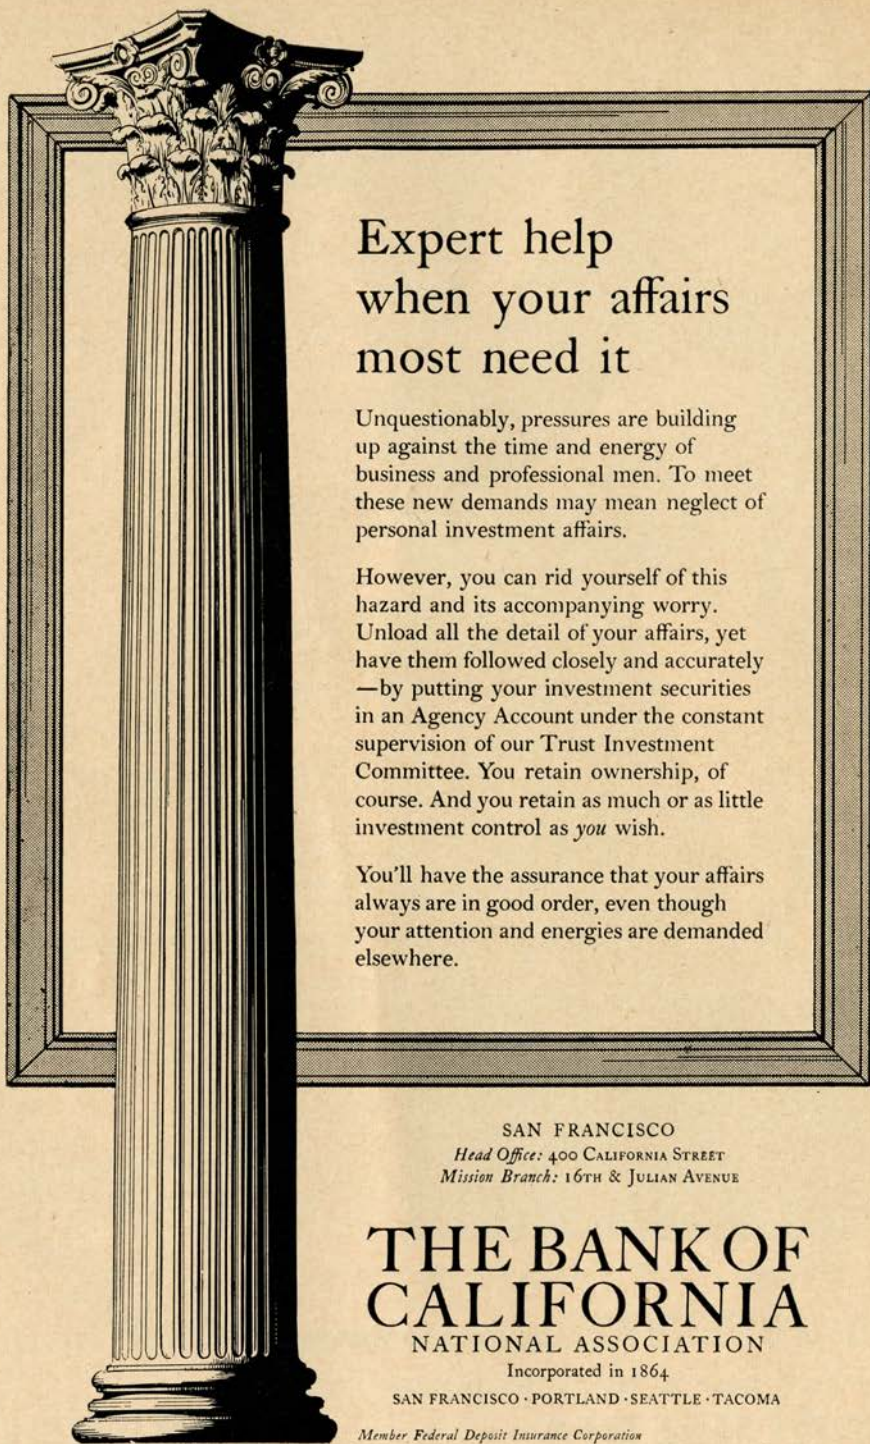 Expert help
when your affairs
most need it
Unquestionably, pressures are building
up against the time and energy of
business and professional men. To meet
these new demands may mean neglect of
personal investment affairs.
However, you can rid yourself of this
hazard and its accompanying worry.
Unload all the detail of your affairs, yet
have them followed closely and accurately
—by putting your investment securities
in an Agency Account under the constant
supervision of our Trust Investment
Committee. You retain ownership, of
course. And you retain as much or as little
investment control as you wish.
You'll have the assurance that your affairs
always are in good order, even though
your attention and energies are demanded
elsewhere.
SAN FRANCISCO
Head Office: 400 CALIFORNIA STREET
Mission Branch: 16TH & JULIAN AVENUE
THE BANK OF
CALIFORNIA
NATIONAL ASSOCIATION
Incorporated in 1864
SAN FRANCISCO · PORTLAND · SEATTLE · TACOMA
Member Federal Deposit Insurance Corporation